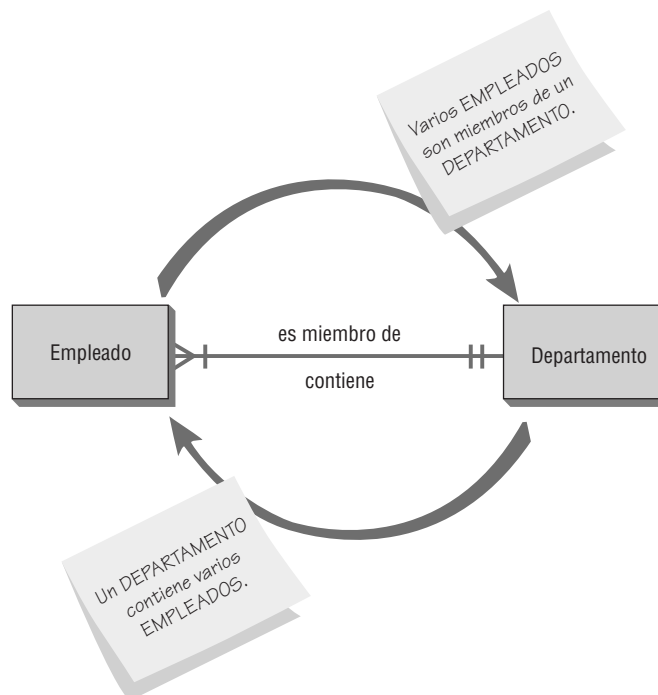 Varios EMPLEADOS
son miembros de un
DEPARTAMENTO.
Empleado
es miembro de
contiene
Departamento
Un DEPARTAMENTO
contiene varios
EMPLEADOS.